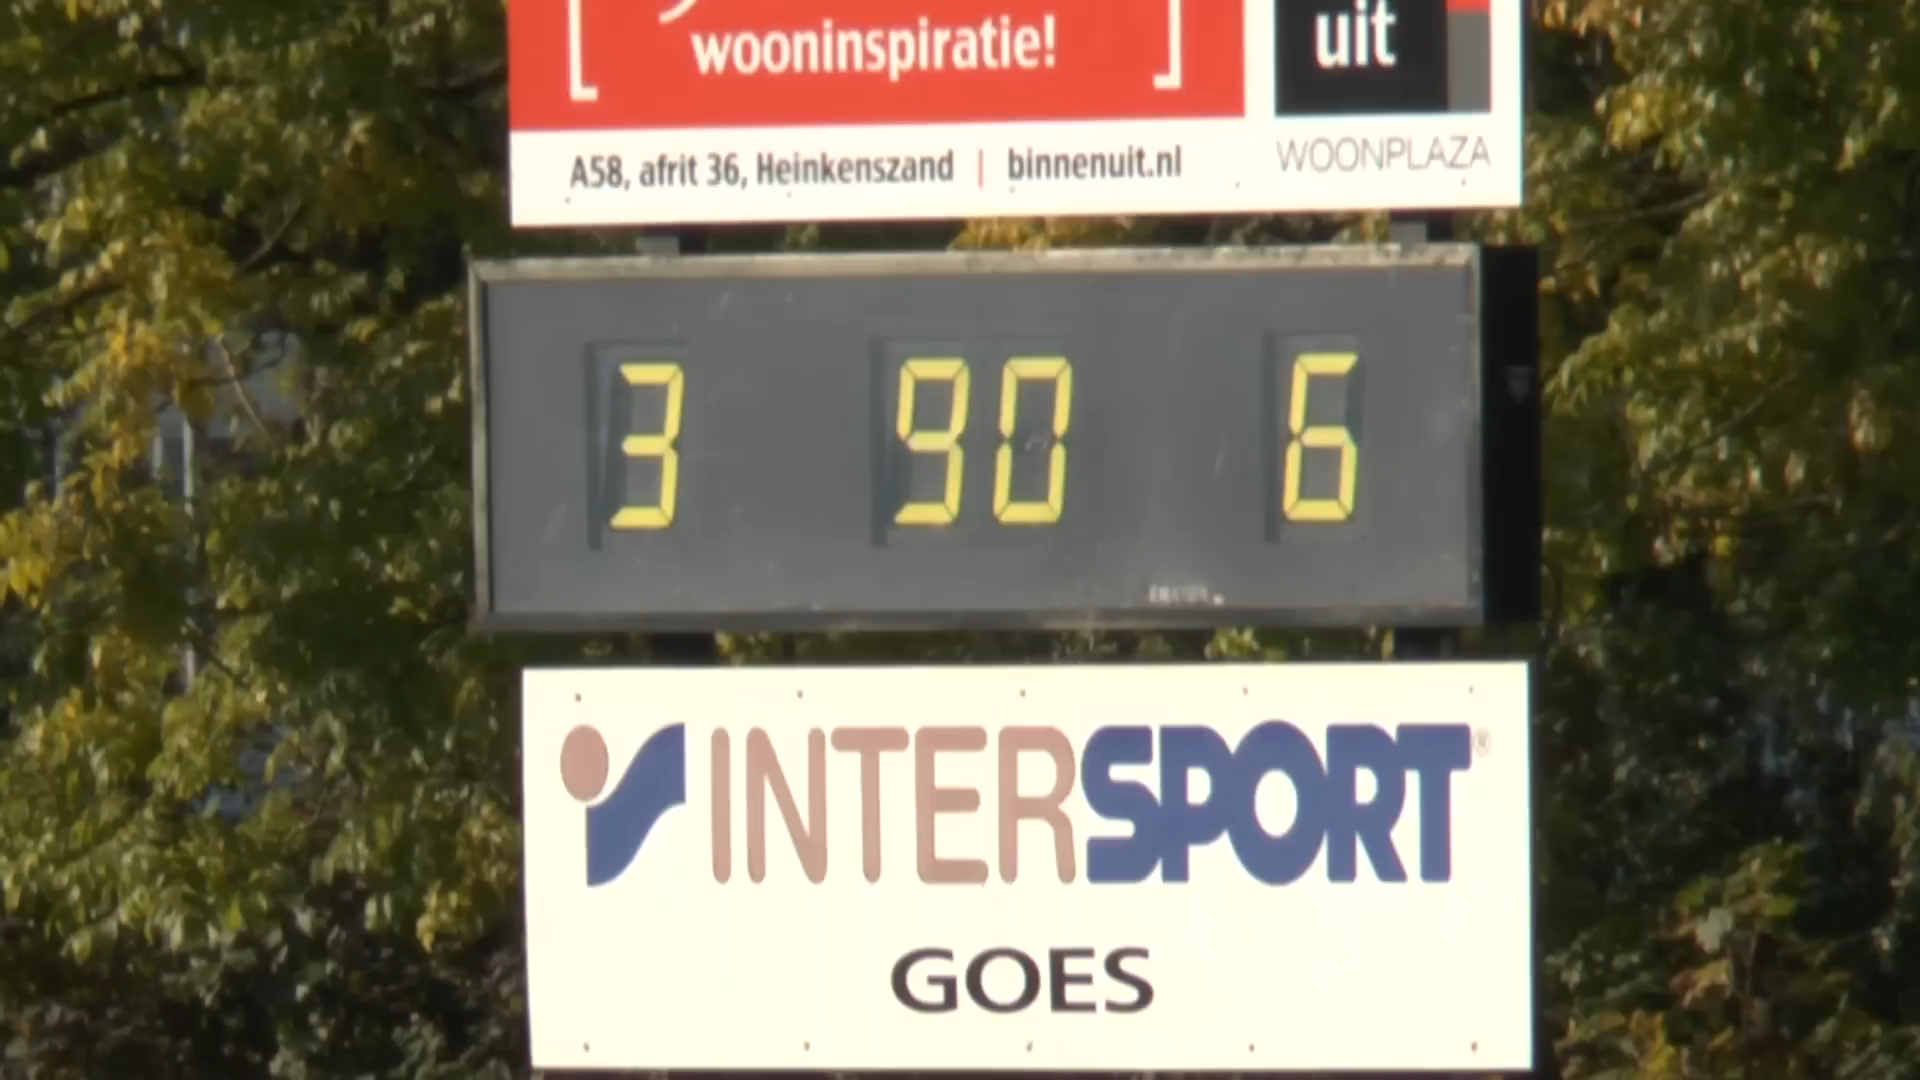 wooninspiratie!
uit
A58, afrit 36, Heinkenszand | binnenuit.nl
WOONPLAZA
3 90 6
INTERSPORT®
GOES